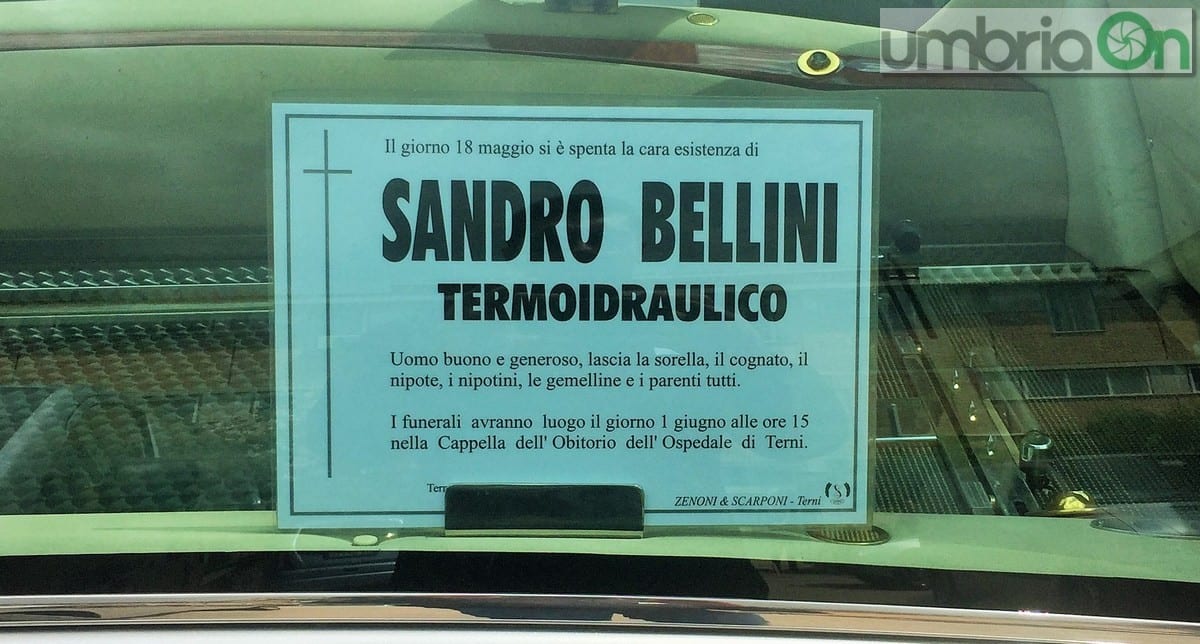 umbriaOn
Il giorno 18 maggio si è spenta la cara esistenza di
SANDRO BELLINI
TERMOIDRAULICO
Uomo buono e generoso, lascia la sorella, il cognato, il
nipote, i nipotini, le gemelline e i parenti tutti.
I funerali avranno luogo il giorno 1 giugno alle ore 15
nella Cappella dell' Obitorio dell' Ospedale di Terni.
ZENONI & SCARPONI - Terni